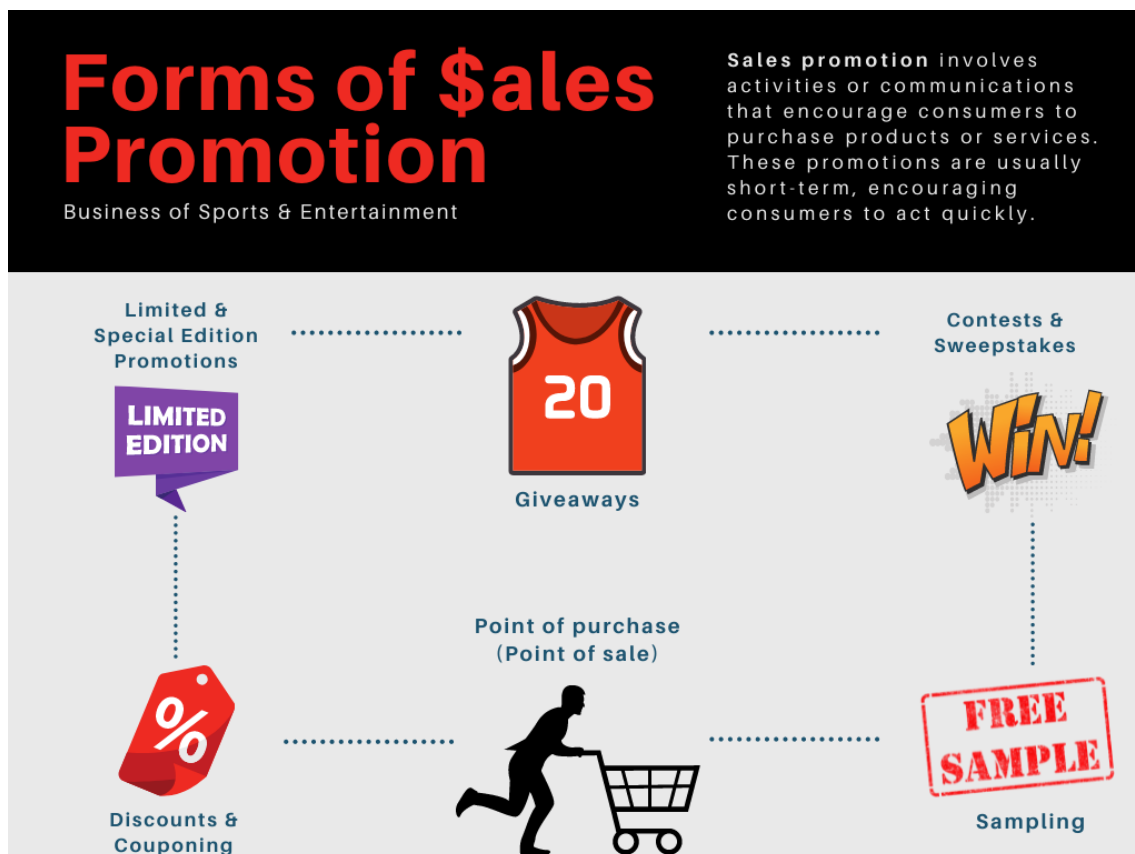 Forms of $ales
Promotion
Business of Sports & Entertainment
Sales promotion involves
activities or communications
that encourage consumers to
purchase products or services.
These promotions are usually
short-term, encouraging
consumers to act quickly.
Limited &
Special Edition
Promotions
LIMITED
EDITION
20
Giveaways
Contests &
Sweepstakes
WiN!
Point of purchase
(Point of sale)
%
Discounts &
Couponing
FREE
SAMPLE
Sampling